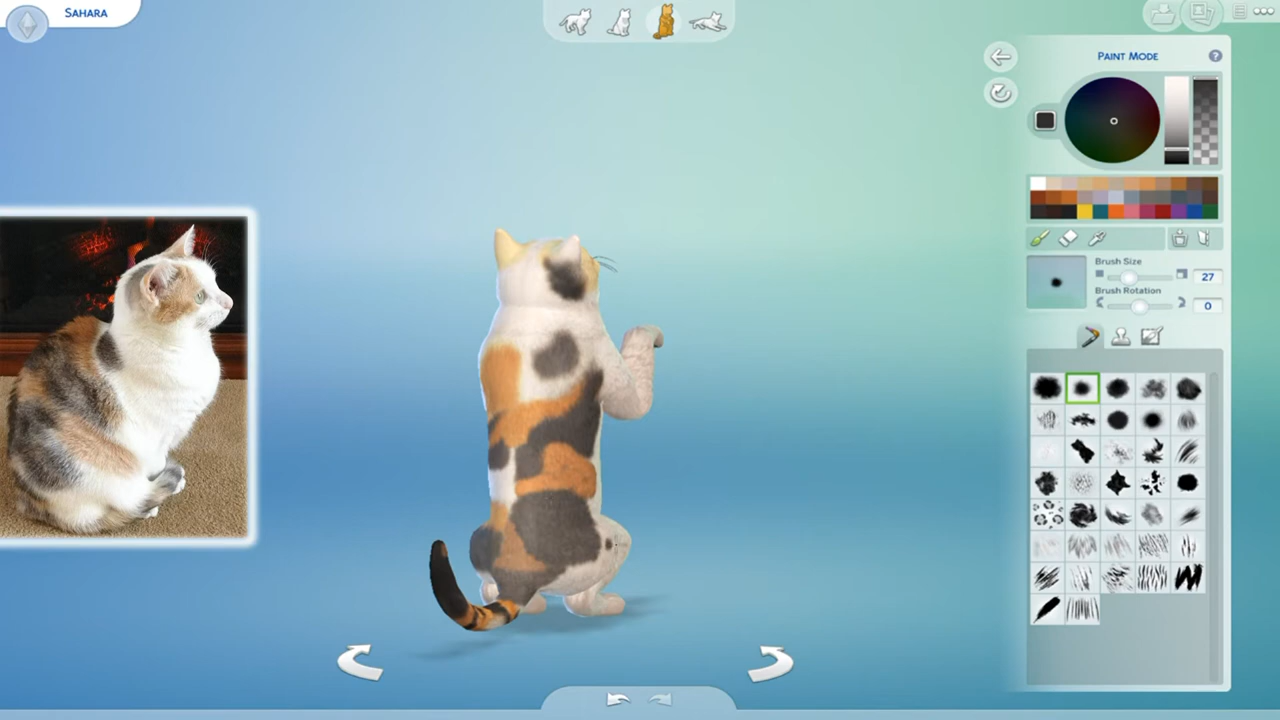 SAHARA
PAINT MODE
?
Brush Size
27
Brush Rotation
0